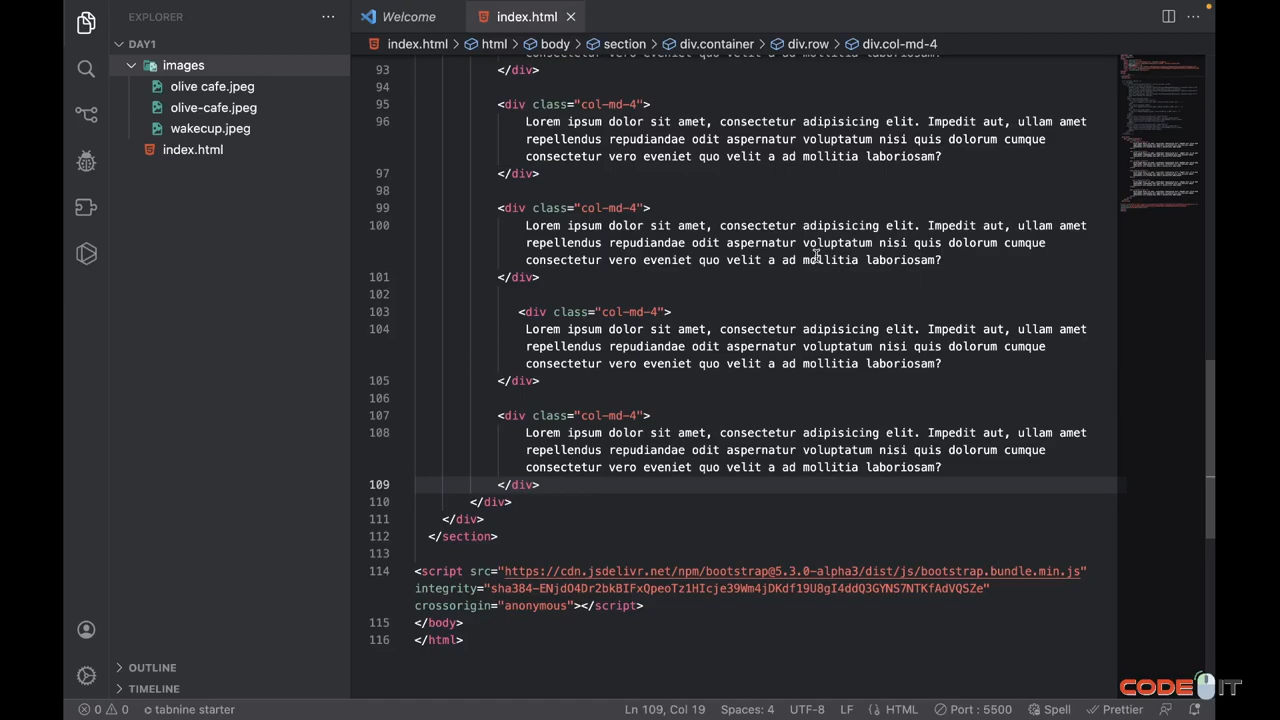 EXPLORER
DAY1
images
olive cafe.jpeg
olive-cafe.jpeg
wakecup.jpeg
index.html
OUTLINE
TIMELINE
Welcome
index.html
index.html > html > body > section > div.container > div.row > div.col-md-4
93 </div>
94
95 <div class="col-md-4">
96 Lorem ipsum dolor sit amet, consectetur adipisicing elit. Impedit aut, ullam amet
repellendus repudiandae odit aspernatur voluptatum nisi quis dolorum cumque
consectetur vero eveniet quo velit a ad mollitia laboriosam?
97 </div>
98
99 <div class="col-md-4">
100 Lorem ipsum dolor sit amet, consectetur adipisicing elit. Impedit aut, ullam amet
repellendus repudiandae odit aspernatur voluptatum nisi quis dolorum cumque
consectetur vero eveniet quo velit a ad mollitia laboriosam?
101 </div>
102
103 <div class="col-md-4">
104 Lorem ipsum dolor sit amet, consectetur adipisicing elit. Impedit aut, ullam amet
repellendus repudiandae odit aspernatur voluptatum nisi quis dolorum cumque
consectetur vero eveniet quo velit a ad mollitia laboriosam?
105 </div>
106
107 <div class="col-md-4">
108 Lorem ipsum dolor sit amet, consectetur adipisicing elit. Impedit aut, ullam amet
repellendus repudiandae odit aspernatur voluptatum nisi quis dolorum cumque
consectetur vero eveniet quo velit a ad mollitia laboriosam?
109 </div>
110 </div>
111 </div>
112 </section>
113
114 <script src="https://cdn.jsdelivr.net/npm/bootstrap@5.3.0-alpha3/dist/js/bootstrap.bundle.min.js"
integrity="sha384-ENjdO4Dr2bkBIFxQpeoTz1HIcje39Wm4jDKdf19U8gI4ddQ3GYNS7NTKfAdVQSZe"
crossorigin="anonymous"></script>
115 </body>
116 </html>
CODE IT
0 0 tabnine starter
Ln 109, Col 19 Spaces: 4 UTF-8 LF HTML Port : 5500 Spell Prettier